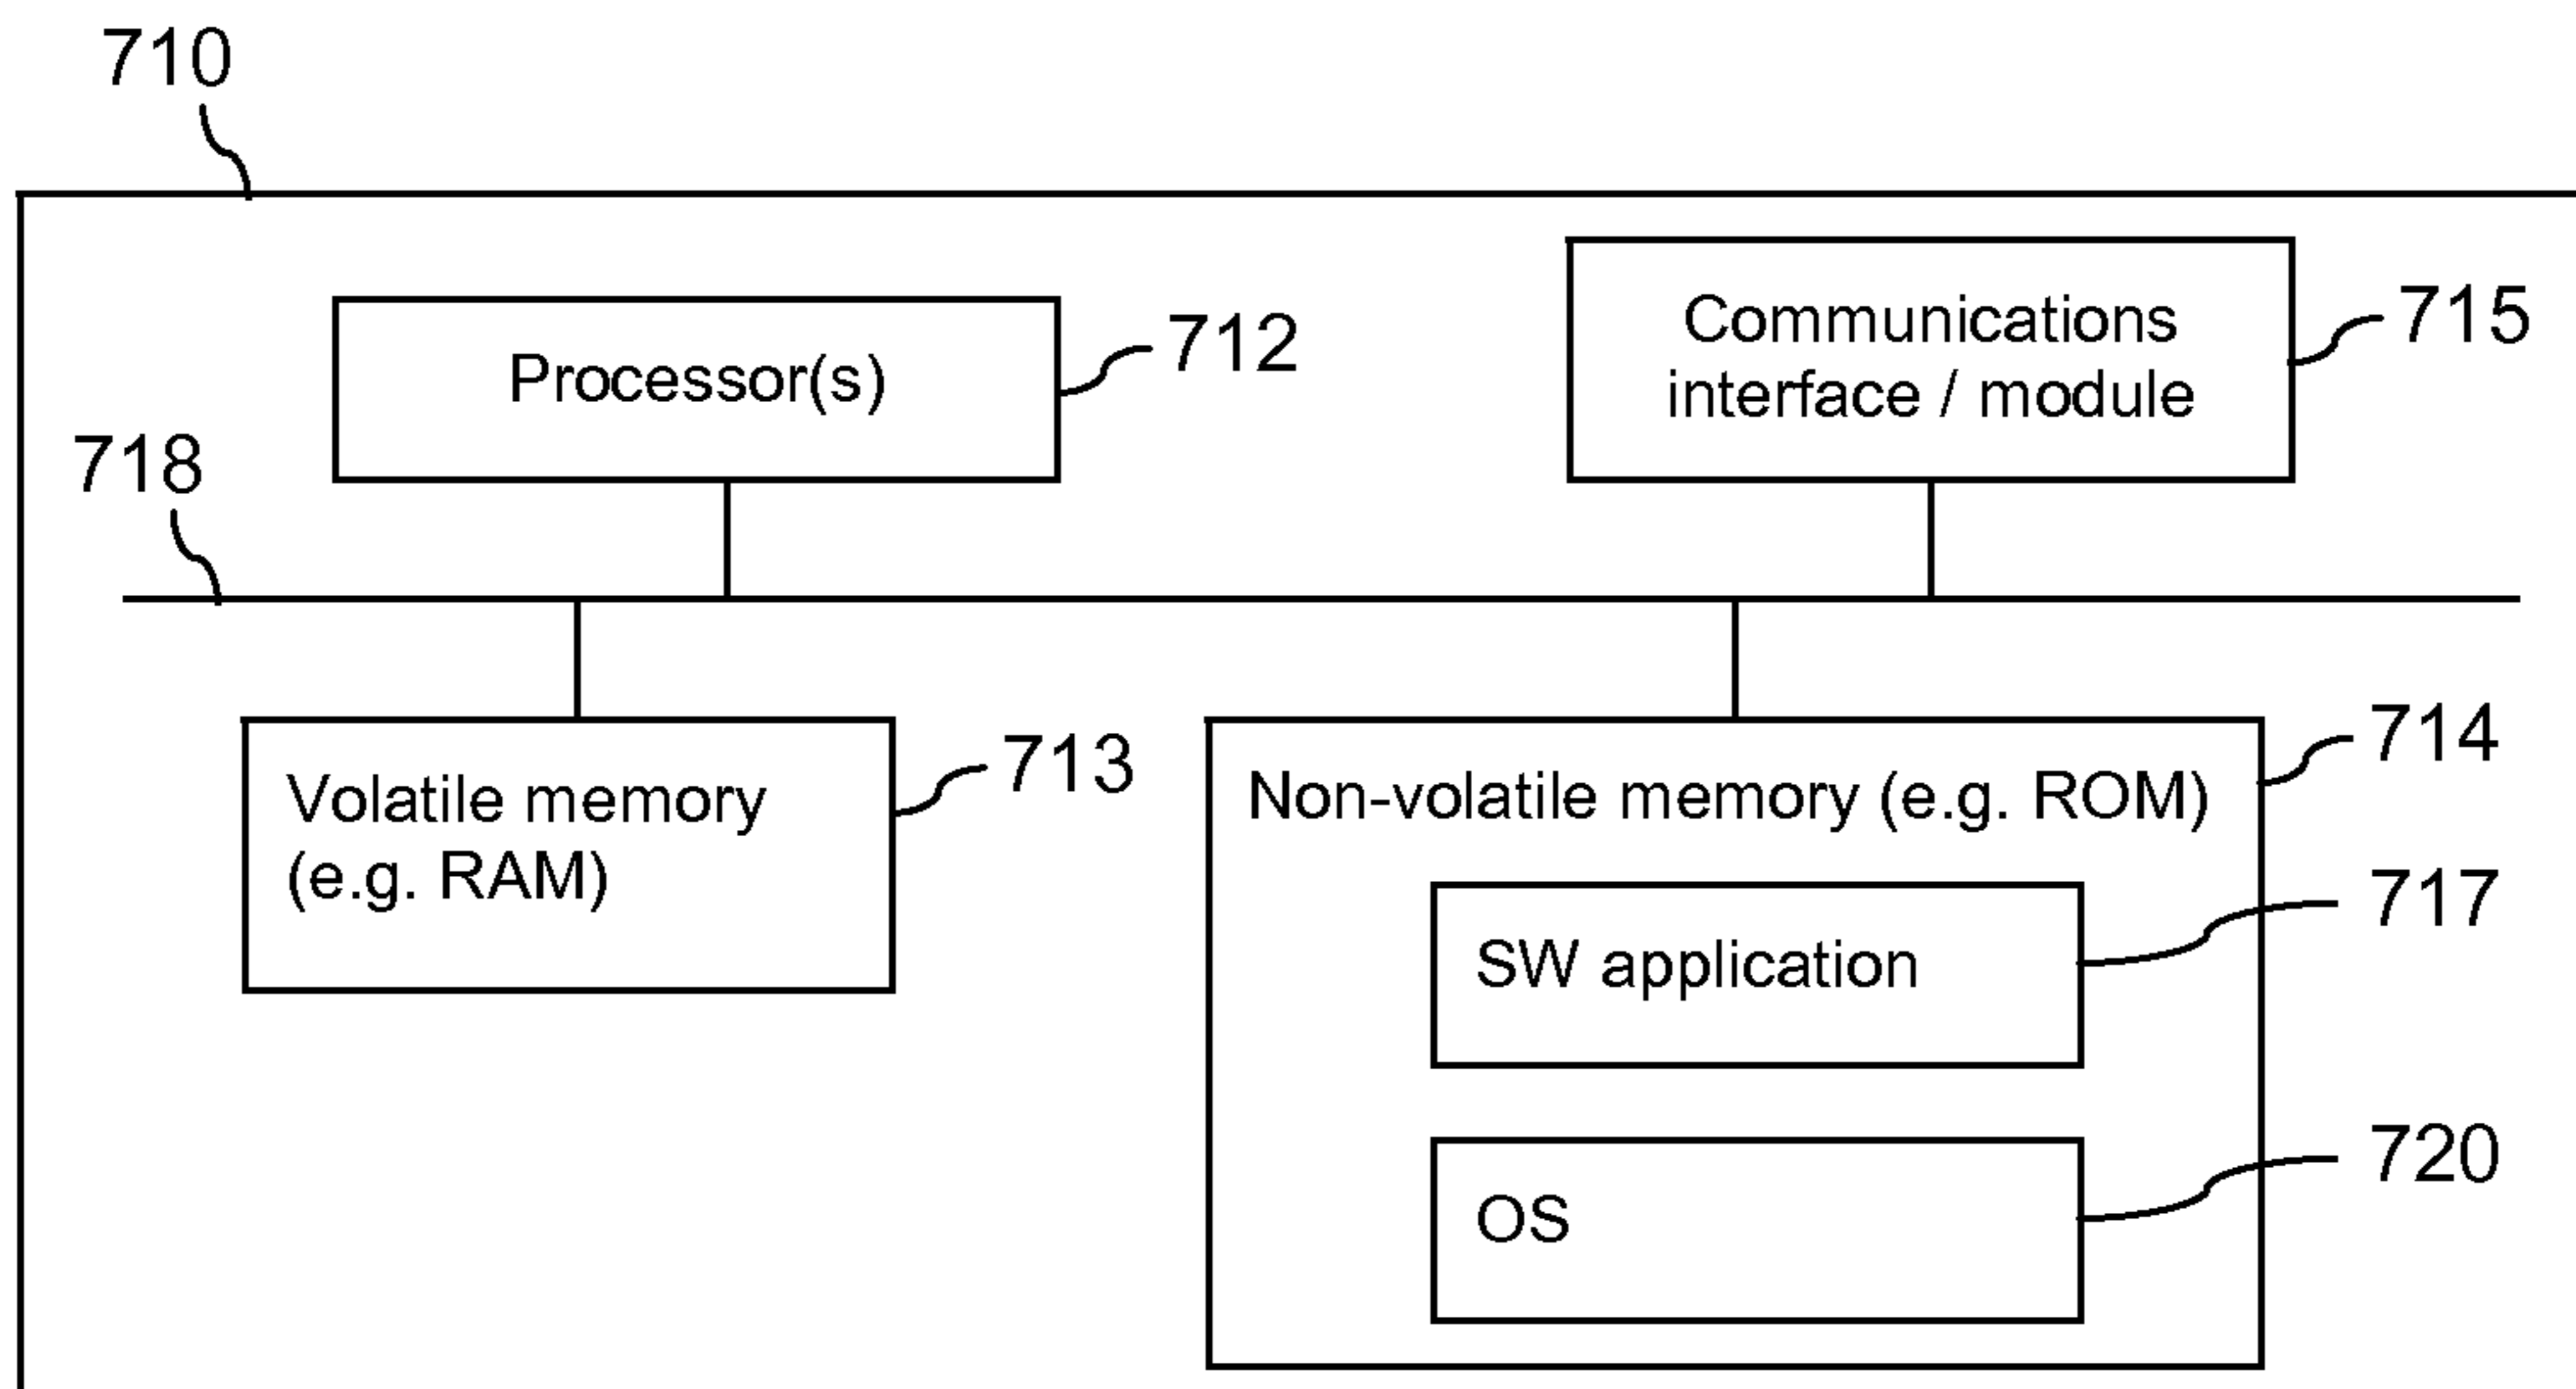 710
Processor(s)
712
Communications
interface / module
715
718
Volatile memory
(e.g. RAM)
713
Non-volatile memory (e.g. ROM)
714
SW application
717
OS
720